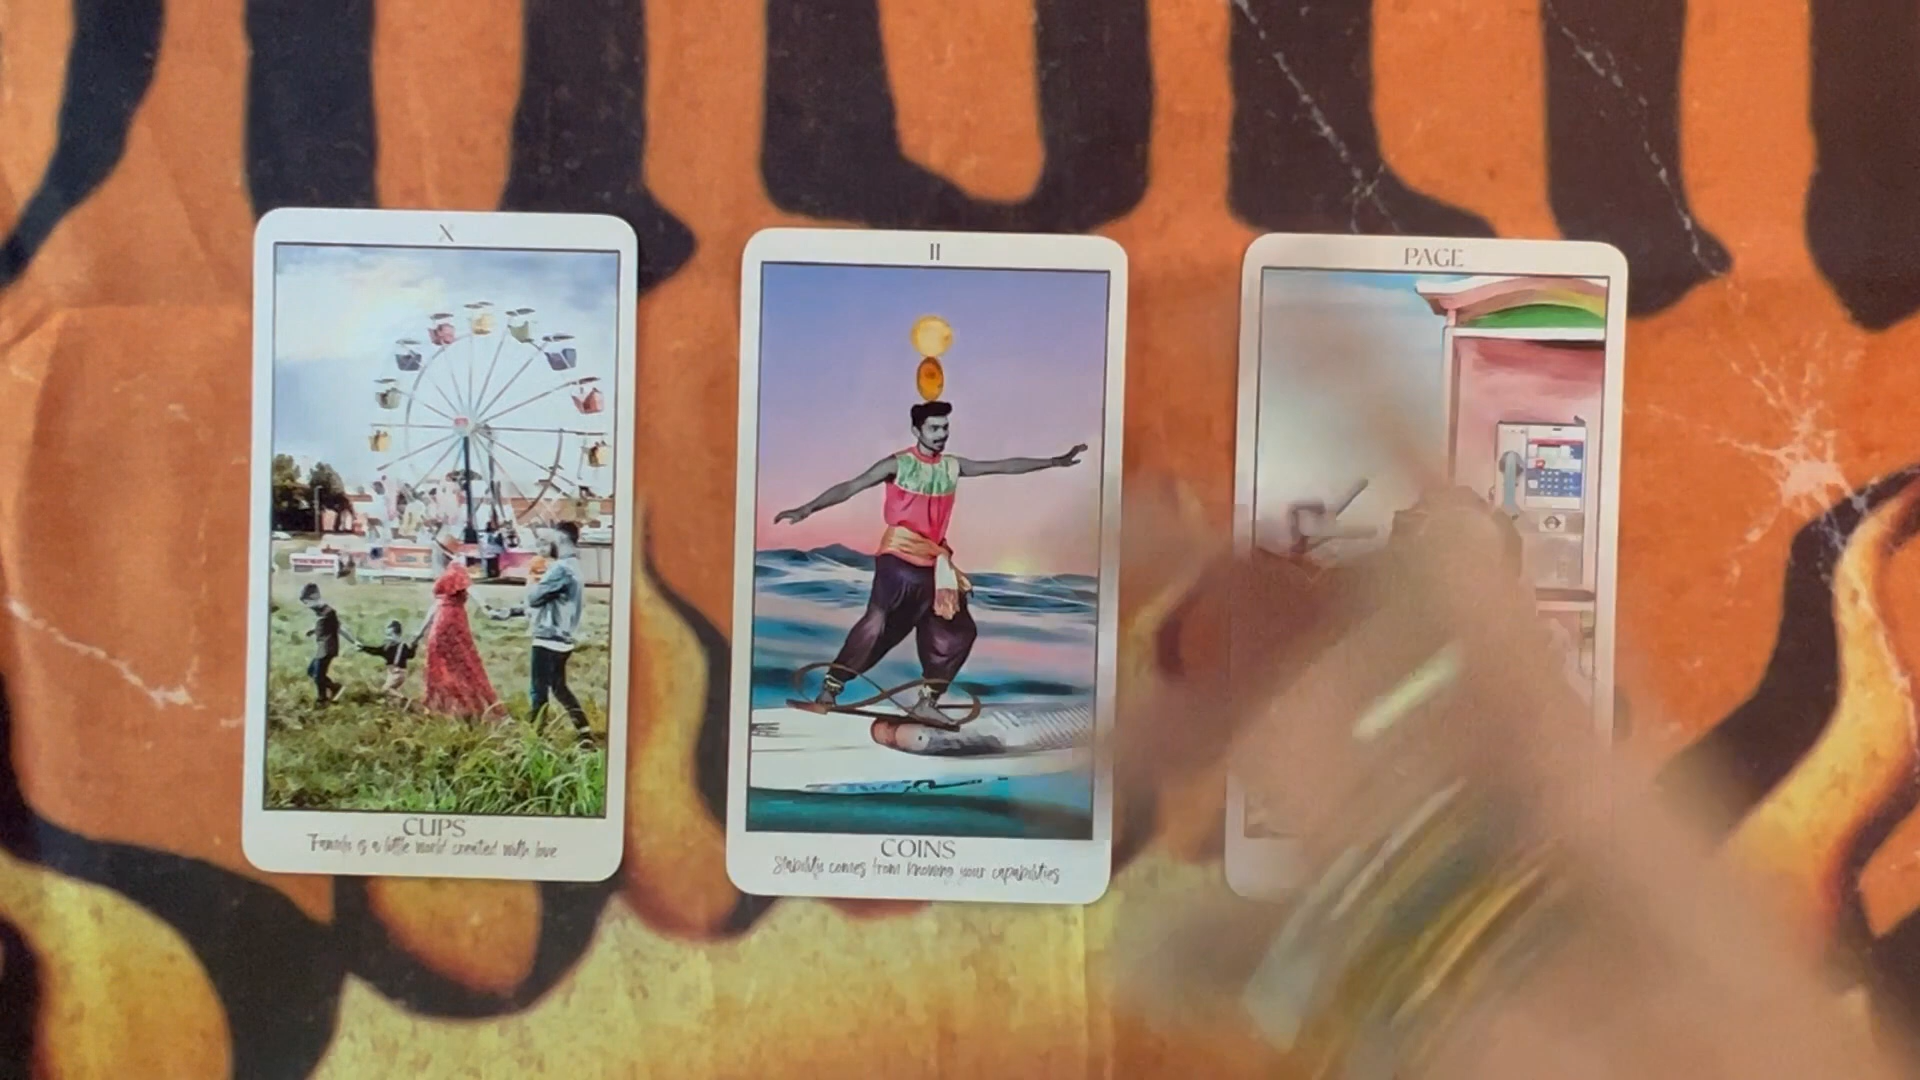 X
CUPS
Family is a little world created with love
II
COINS
Stability comes from knowing your capabilities
PAGE